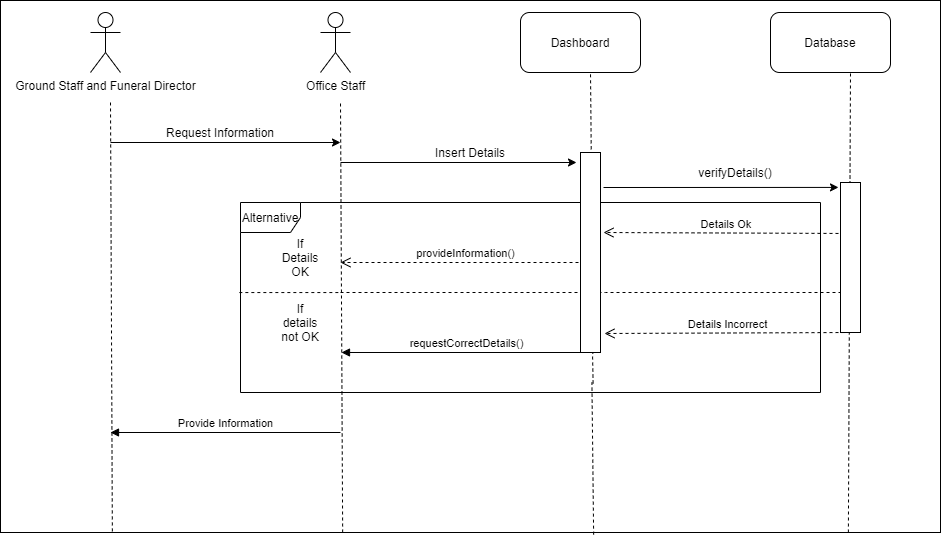 Dashboard
Database
Ground Staff and Funeral Director
Office Staff
Request Information
Insert Details
verifyDetails()
Alternative
Details Ok
If
Details
OK
provideInformation()
If
details
not OK
Details Incorrect
requestCorrectDetails()
Provide Information